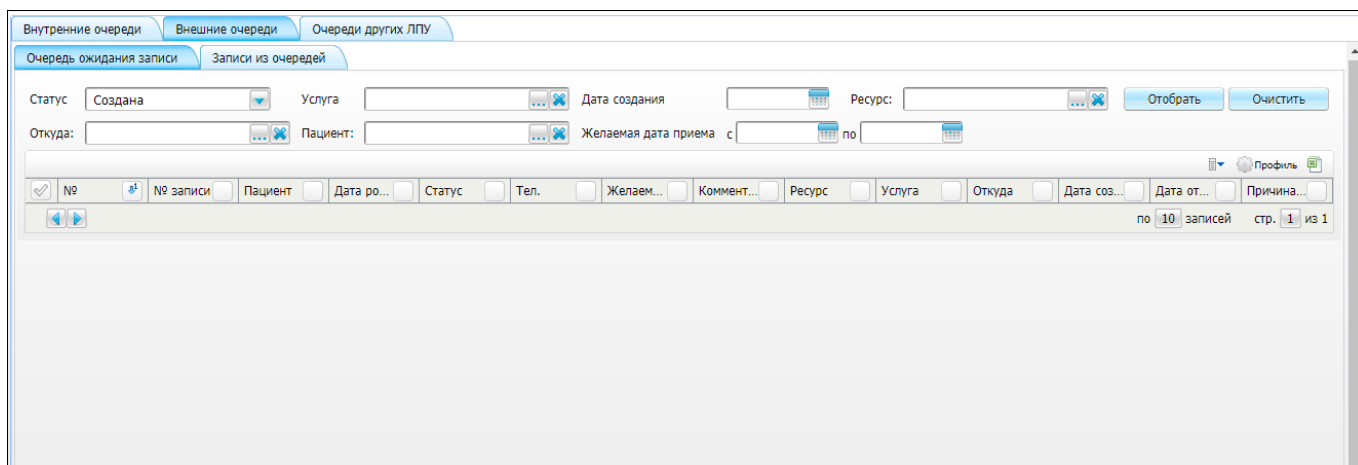 Внутренние очереди Внешние очереди Очереди других ЛПУ
Очередь ожидания записи Записи из очередей
Статус Создана Услуга ... Дата создания Ресурс: ... Отобрать Очистить
Откуда: ... Пациент: ... Желаемая дата приема с по
Профиль
№ 1 № записи Пациент Дата ро... Статус Тел. Желаем... Коммент... Ресурс Услуга Откуда Дата соз... Дата от... Причина...
по 10 записей стр. 1 из 1